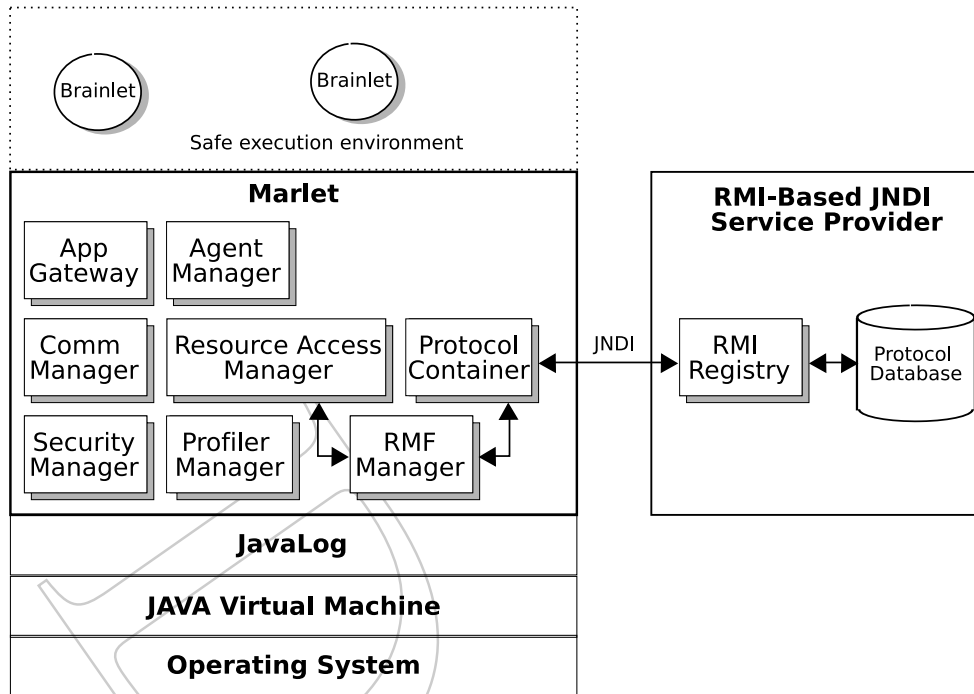 Brainlet
Brainlet
Safe execution environment
Marlet
App
Gateway
Agent
Manager
Comm
Manager
Resource Access
Manager
Protocol
Container
Security
Manager
Profiler
Manager
RMF
Manager
JavaLog
JAVA Virtual Machine
Operating System
JNDI
RMI-Based JNDI
Service Provider
RMI
Registry
Protocol
Database